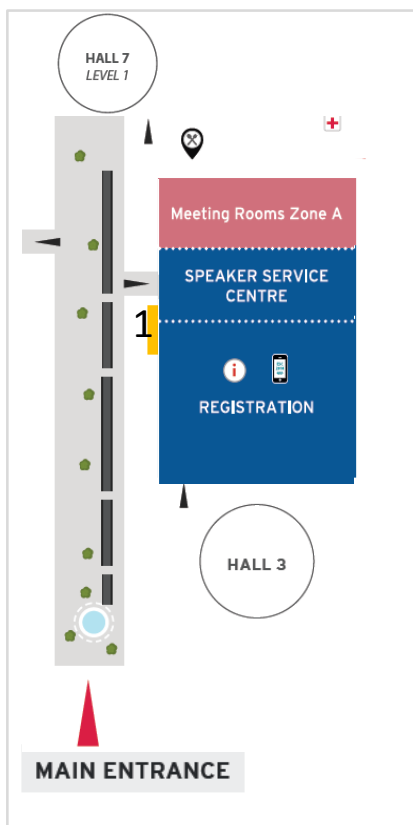 HALL 7
LEVEL 1
Meeting Rooms Zone A
SPEAKER SERVICE
CENTRE
1
i
REGISTRATION
HALL 3
MAIN ENTRANCE